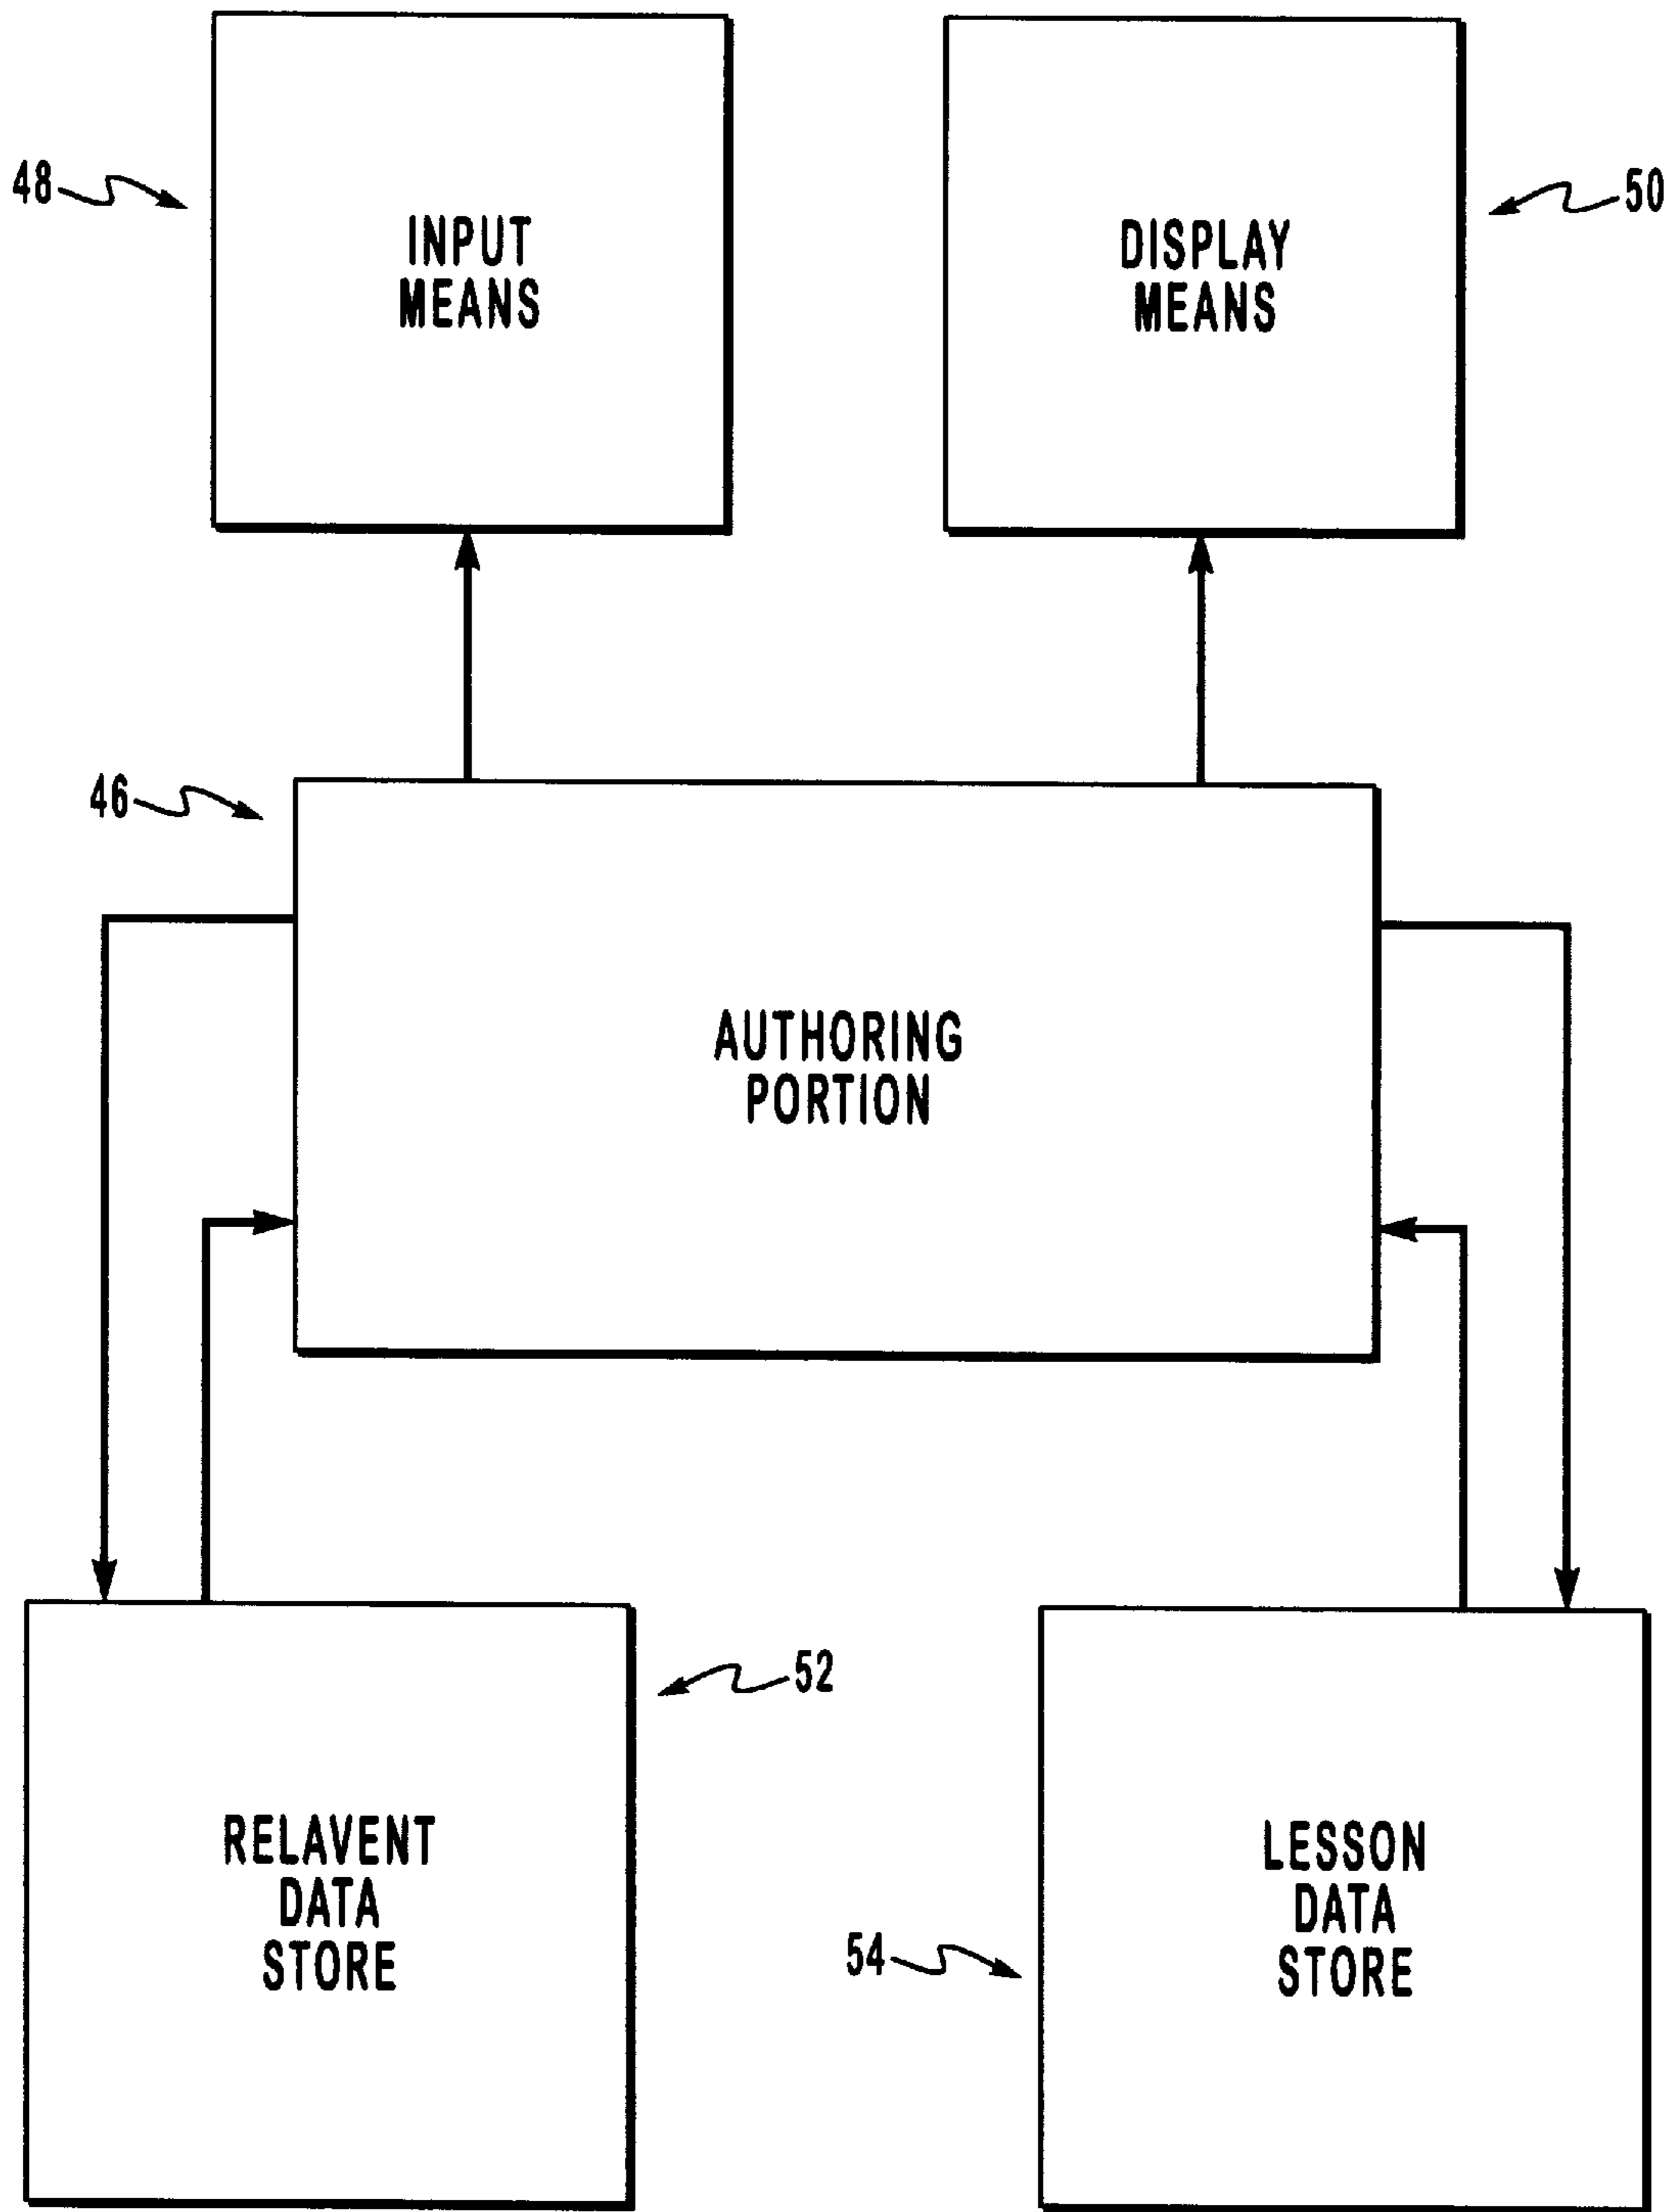 48
INPUT
MEANS
DISPLAY
MEANS
50
46
AUTHORING
PORTION
52
RELAVENT
DATA
STORE
54
LESSON
DATA
STORE